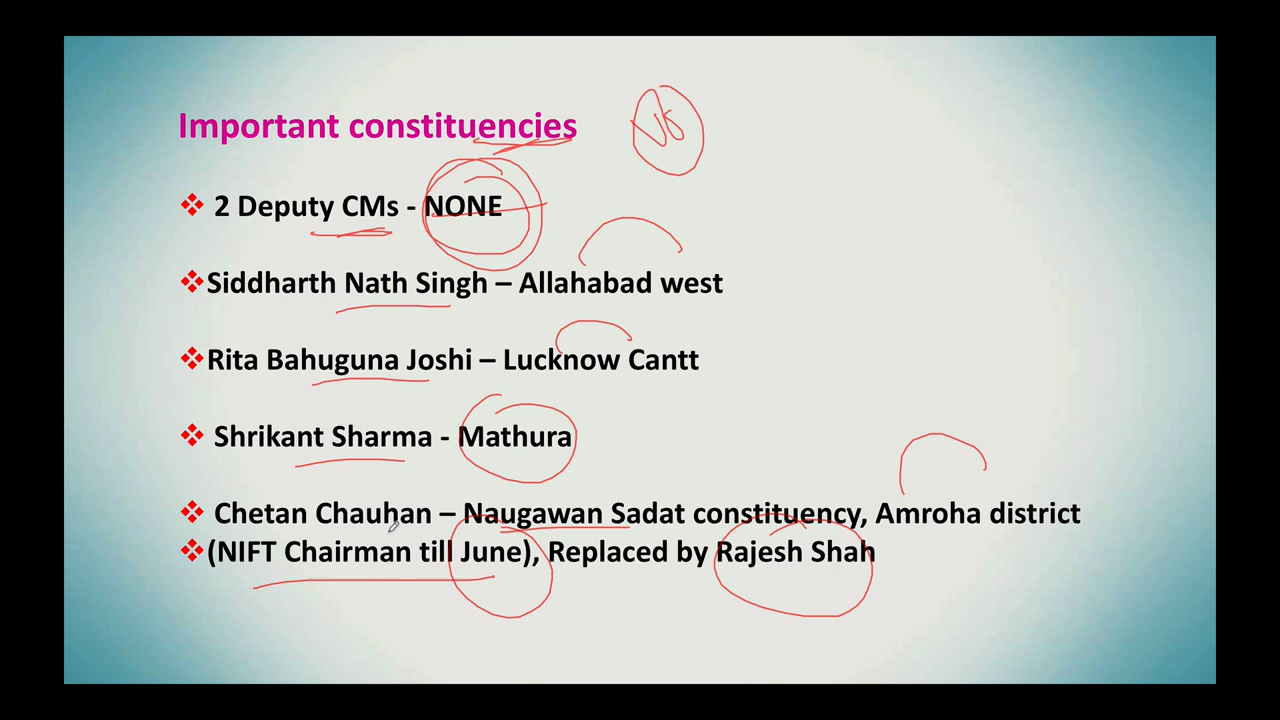 Important constituencies
2 Deputy CMs - NONE
Siddharth Nath Singh – Allahabad west
Rita Bahuguna Joshi – Lucknow Cantt
Shrikant Sharma - Mathura
Chetan Chauhan – Naugawan Sadat constituency, Amroha district
(NIFT Chairman till June), Replaced by Rajesh Shah